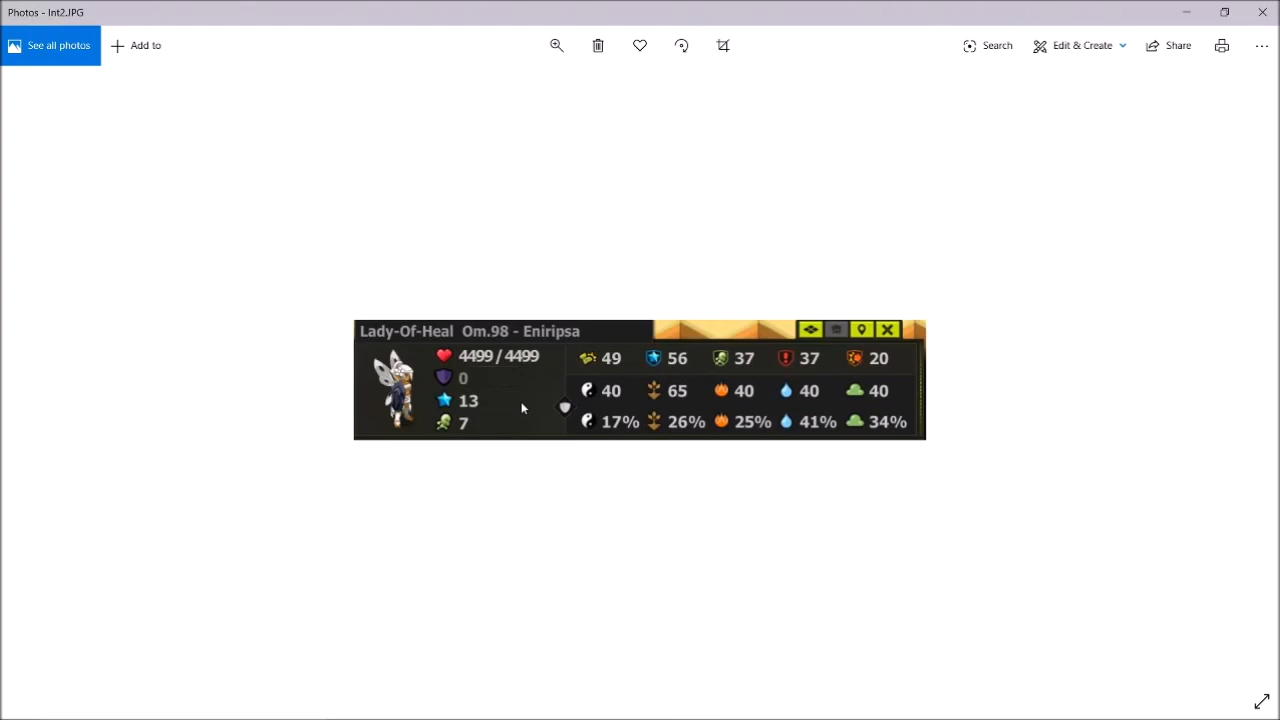 Photos - Int2.JPG
See all photos
Add to
Search
Edit & Create
Share
Lady-Of-Heal Om.98 - Eniripsa
4499 / 4499
0
13
7
49 56 37 37 20
40 65 40 40 40
17% 26% 25% 41% 34%